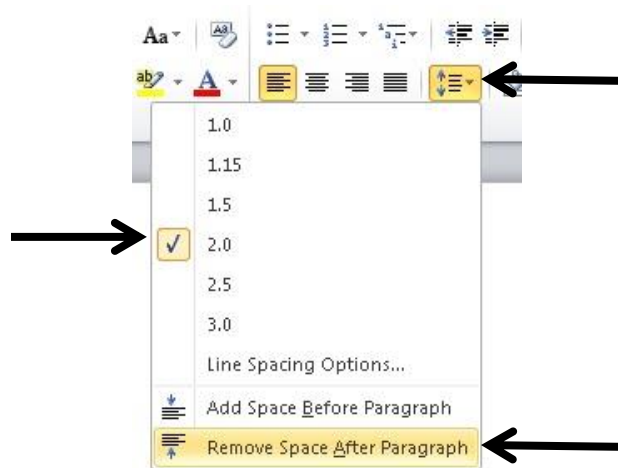 Aa
ab A
1.0
1.15
1.5
2.0
2.5
3.0
Line Spacing Options...
Add Space Before Paragraph
Remove Space After Paragraph